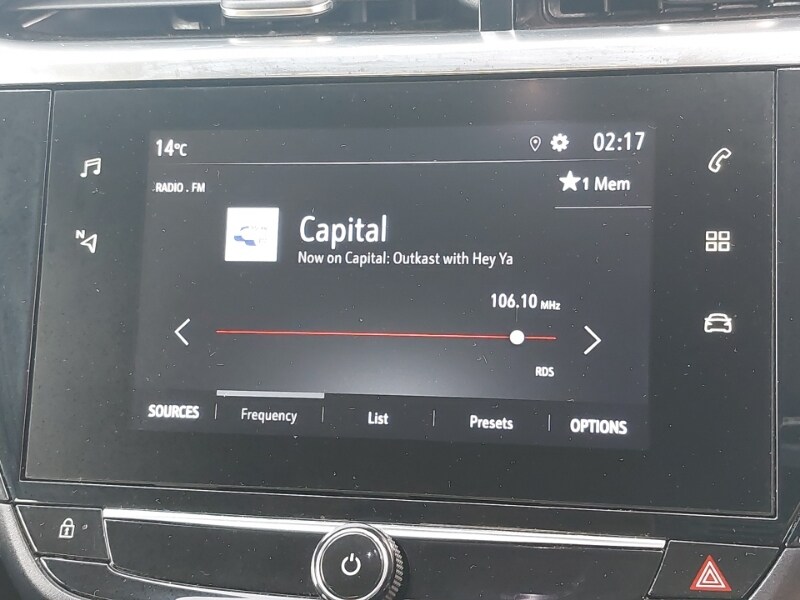 14°C 02:17
RADIO . FM
★1 Mem
Capital
Now on Capital: Outkast with Hey Ya
106.10 MHz
RDS
SOURCES Frequency List Presets OPTIONS
N